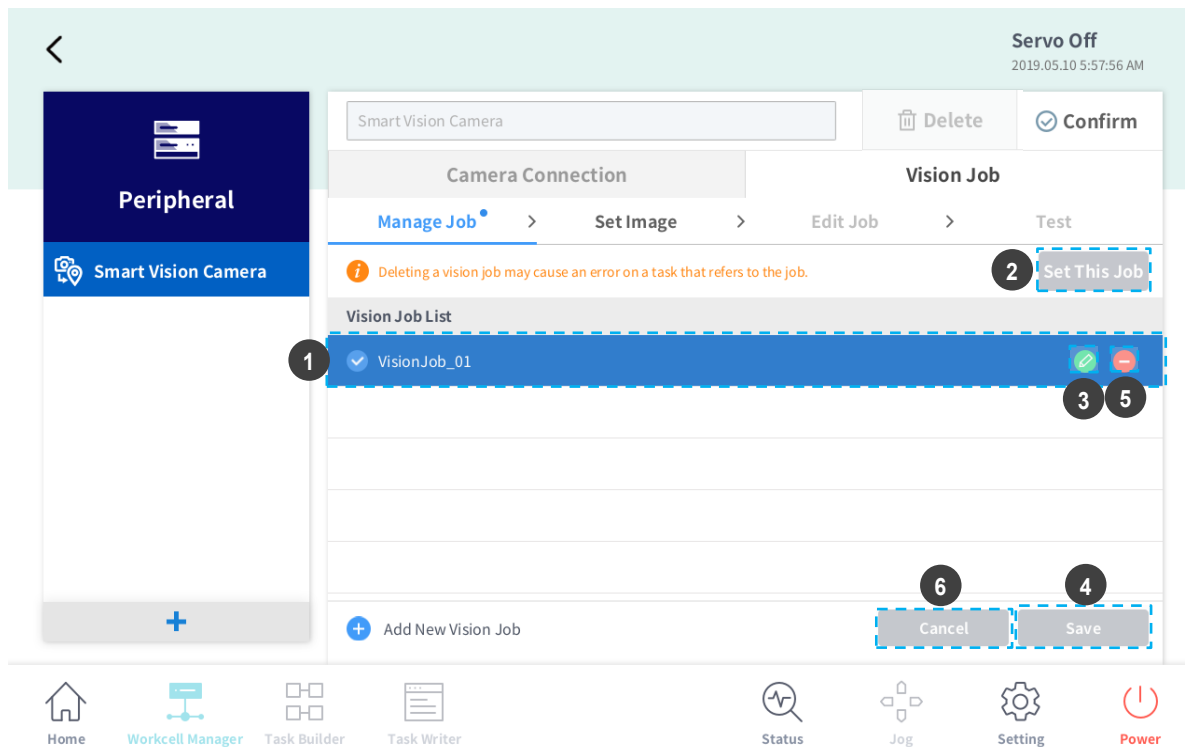 Servo Off
2019.05.10 5:57:56 AM
Peripheral
Smart Vision Camera
Smart Vision Camera
Delete
Confirm
Camera Connection
Vision Job
Manage Job
>
Set Image
>
Edit Job
>
Test
i Deleting a vision job may cause an error on a task that refers to the job.
2
Set This Job
Vision Job List
1
VisionJob_01
3
5
6
4
+
+ Add New Vision Job
Cancel
Save
Home
Workcell Manager
Task Builder
Task Writer
Status
Jog
Setting
Power